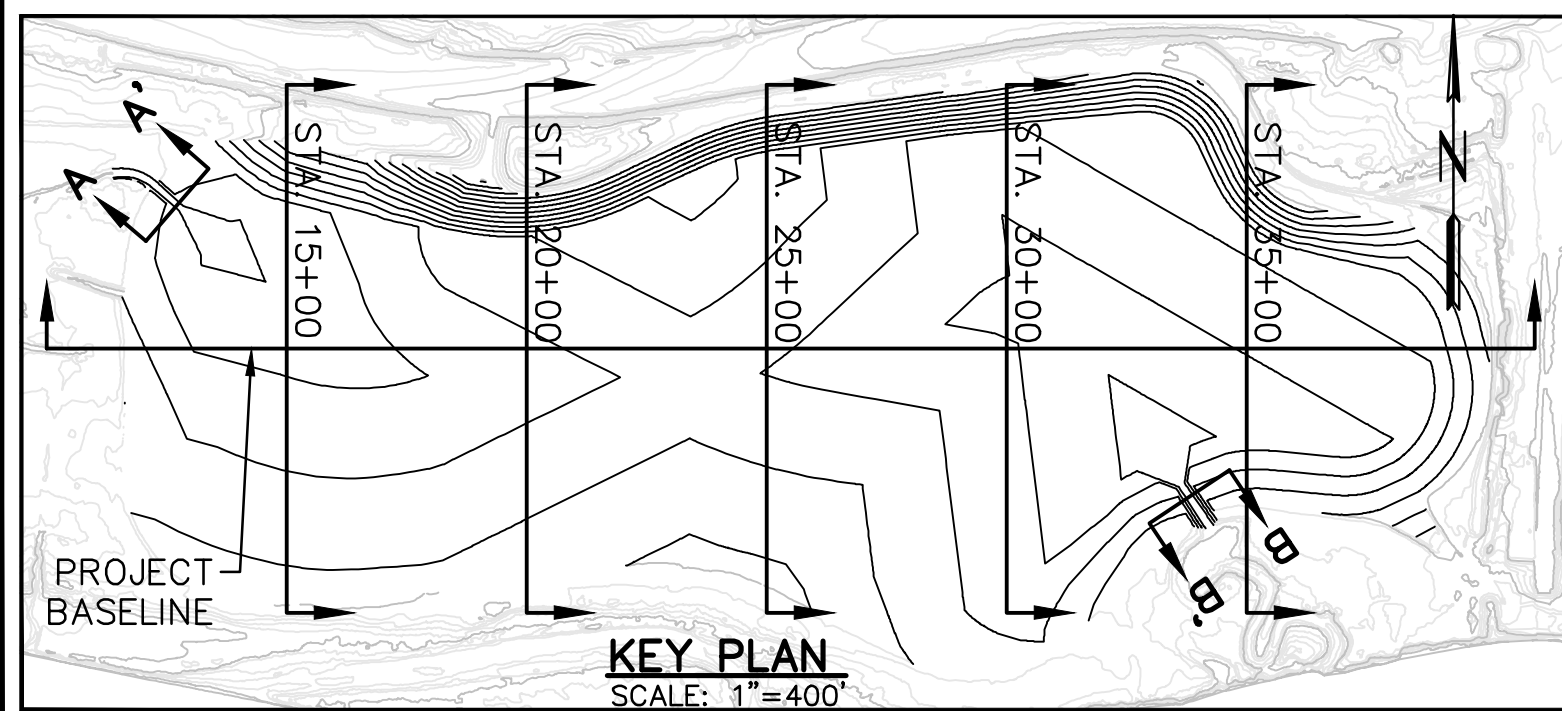 A'
A
STA. 15+00
STA. 20+00
STA. 25+00
STA. 30+00
STA. 35+00
N
PROJECT
BASELINE
B
B'
KEY PLAN
SCALE: 1"=400'